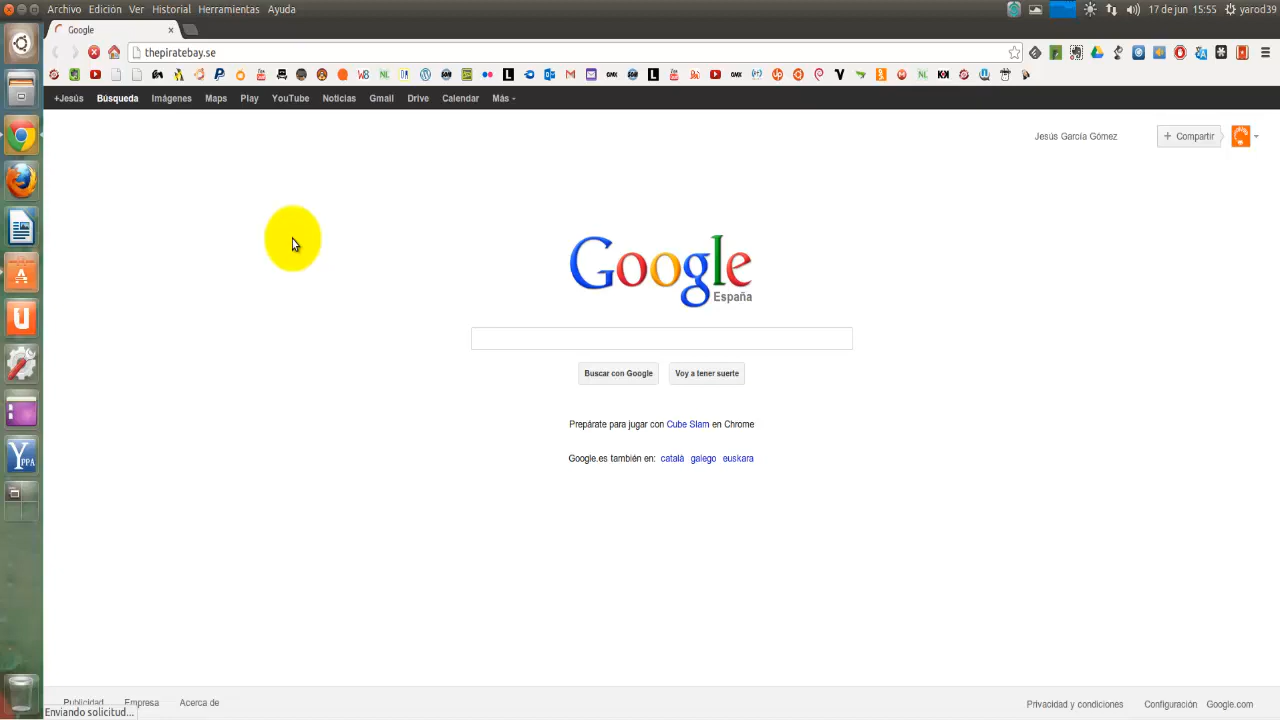 Archivo Edición Ver Historial Herramientas Ayuda
17 de jun 15:55 yarod39
Google
thepiratebay.se
+Jesús Búsqueda Imágenes Maps Play YouTube Noticias Gmail Drive Calendar Más
Jesús García Gómez + Compartir
Google
España
Buscar con Google Voy a tener suerte
Prepárate para jugar con Cube Slam en Chrome
Google.es también en: català galego euskara
Publicidad Empresa Acerca de
Privacidad y condiciones Configuración Google.com
Enviando solicitud...